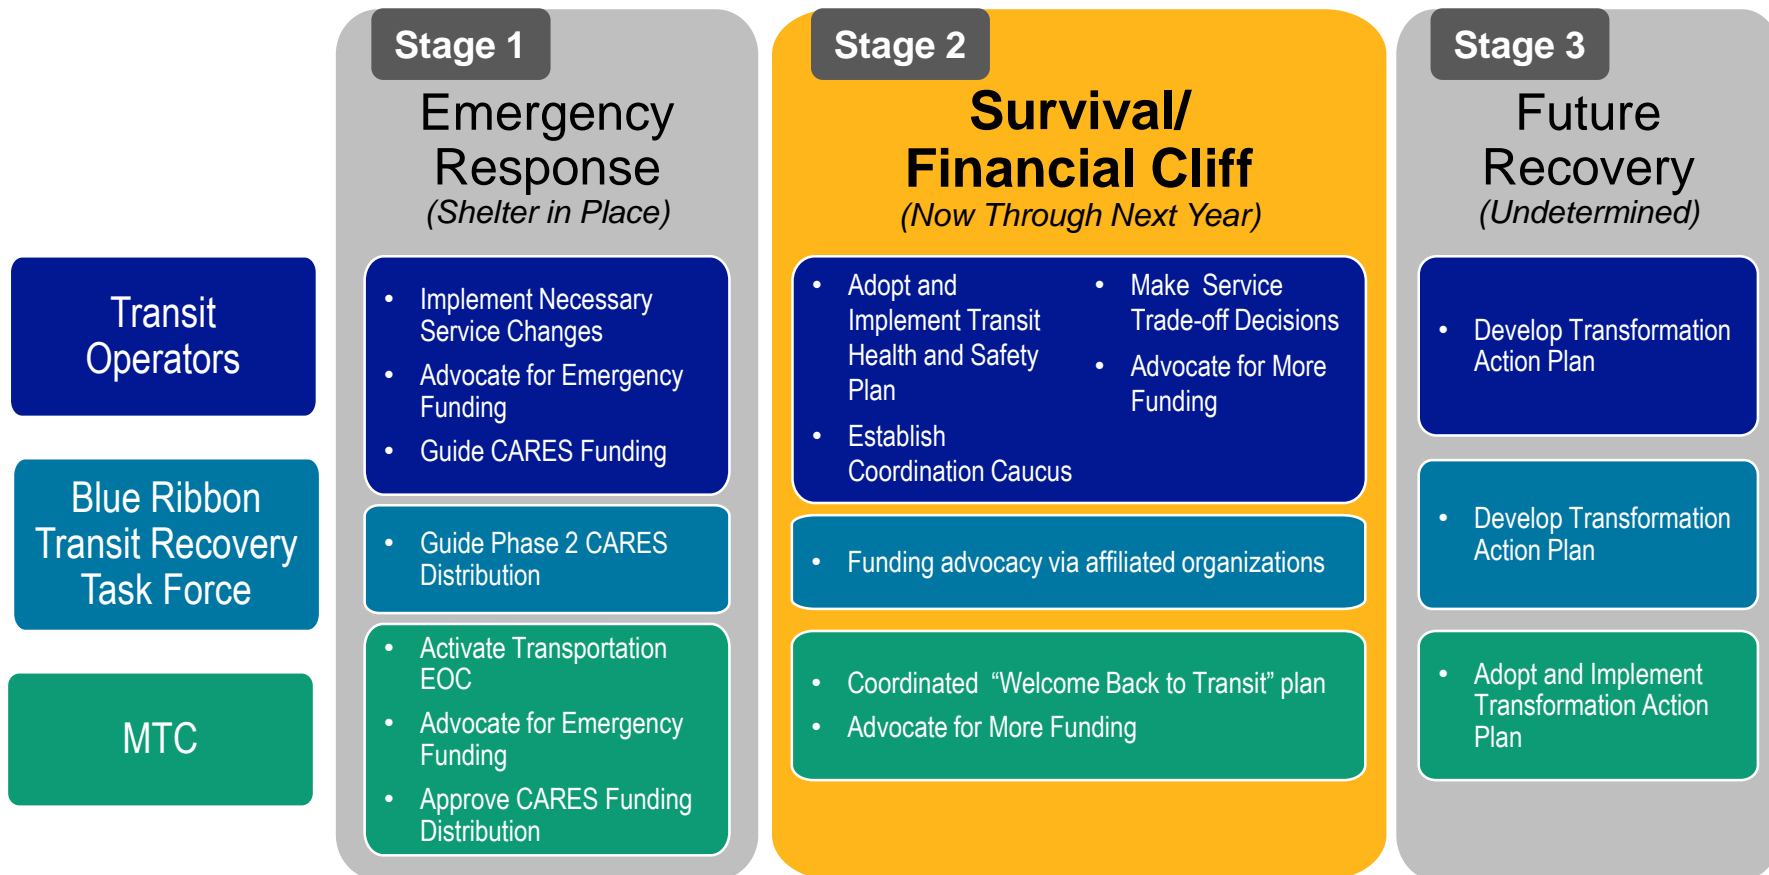 Stage 1
Emergency
Response
(Shelter in Place)
Stage 2
Survival/
Financial Cliff
(Now Through Next Year)
Stage 3
Future
Recovery
(Undetermined)
Transit
Operators
• Implement Necessary
Service Changes
• Advocate for Emergency
Funding
• Guide CARES Funding
• Adopt and
Implement Transit
Health and Safety
Plan
• Establish
Coordination Caucus
• Make Service
Trade-off Decisions
• Advocate for More
Funding
• Develop Transformation
Action Plan
Blue Ribbon
Transit Recovery
Task Force
• Guide Phase 2 CARES
Distribution
• Funding advocacy via affiliated organizations
• Develop Transformation
Action Plan
MTC
• Activate Transportation
EOC
• Advocate for Emergency
Funding
• Approve CARES Funding
Distribution
• Coordinated “Welcome Back to Transit” plan
• Advocate for More Funding
• Adopt and Implement
Transformation Action
Plan